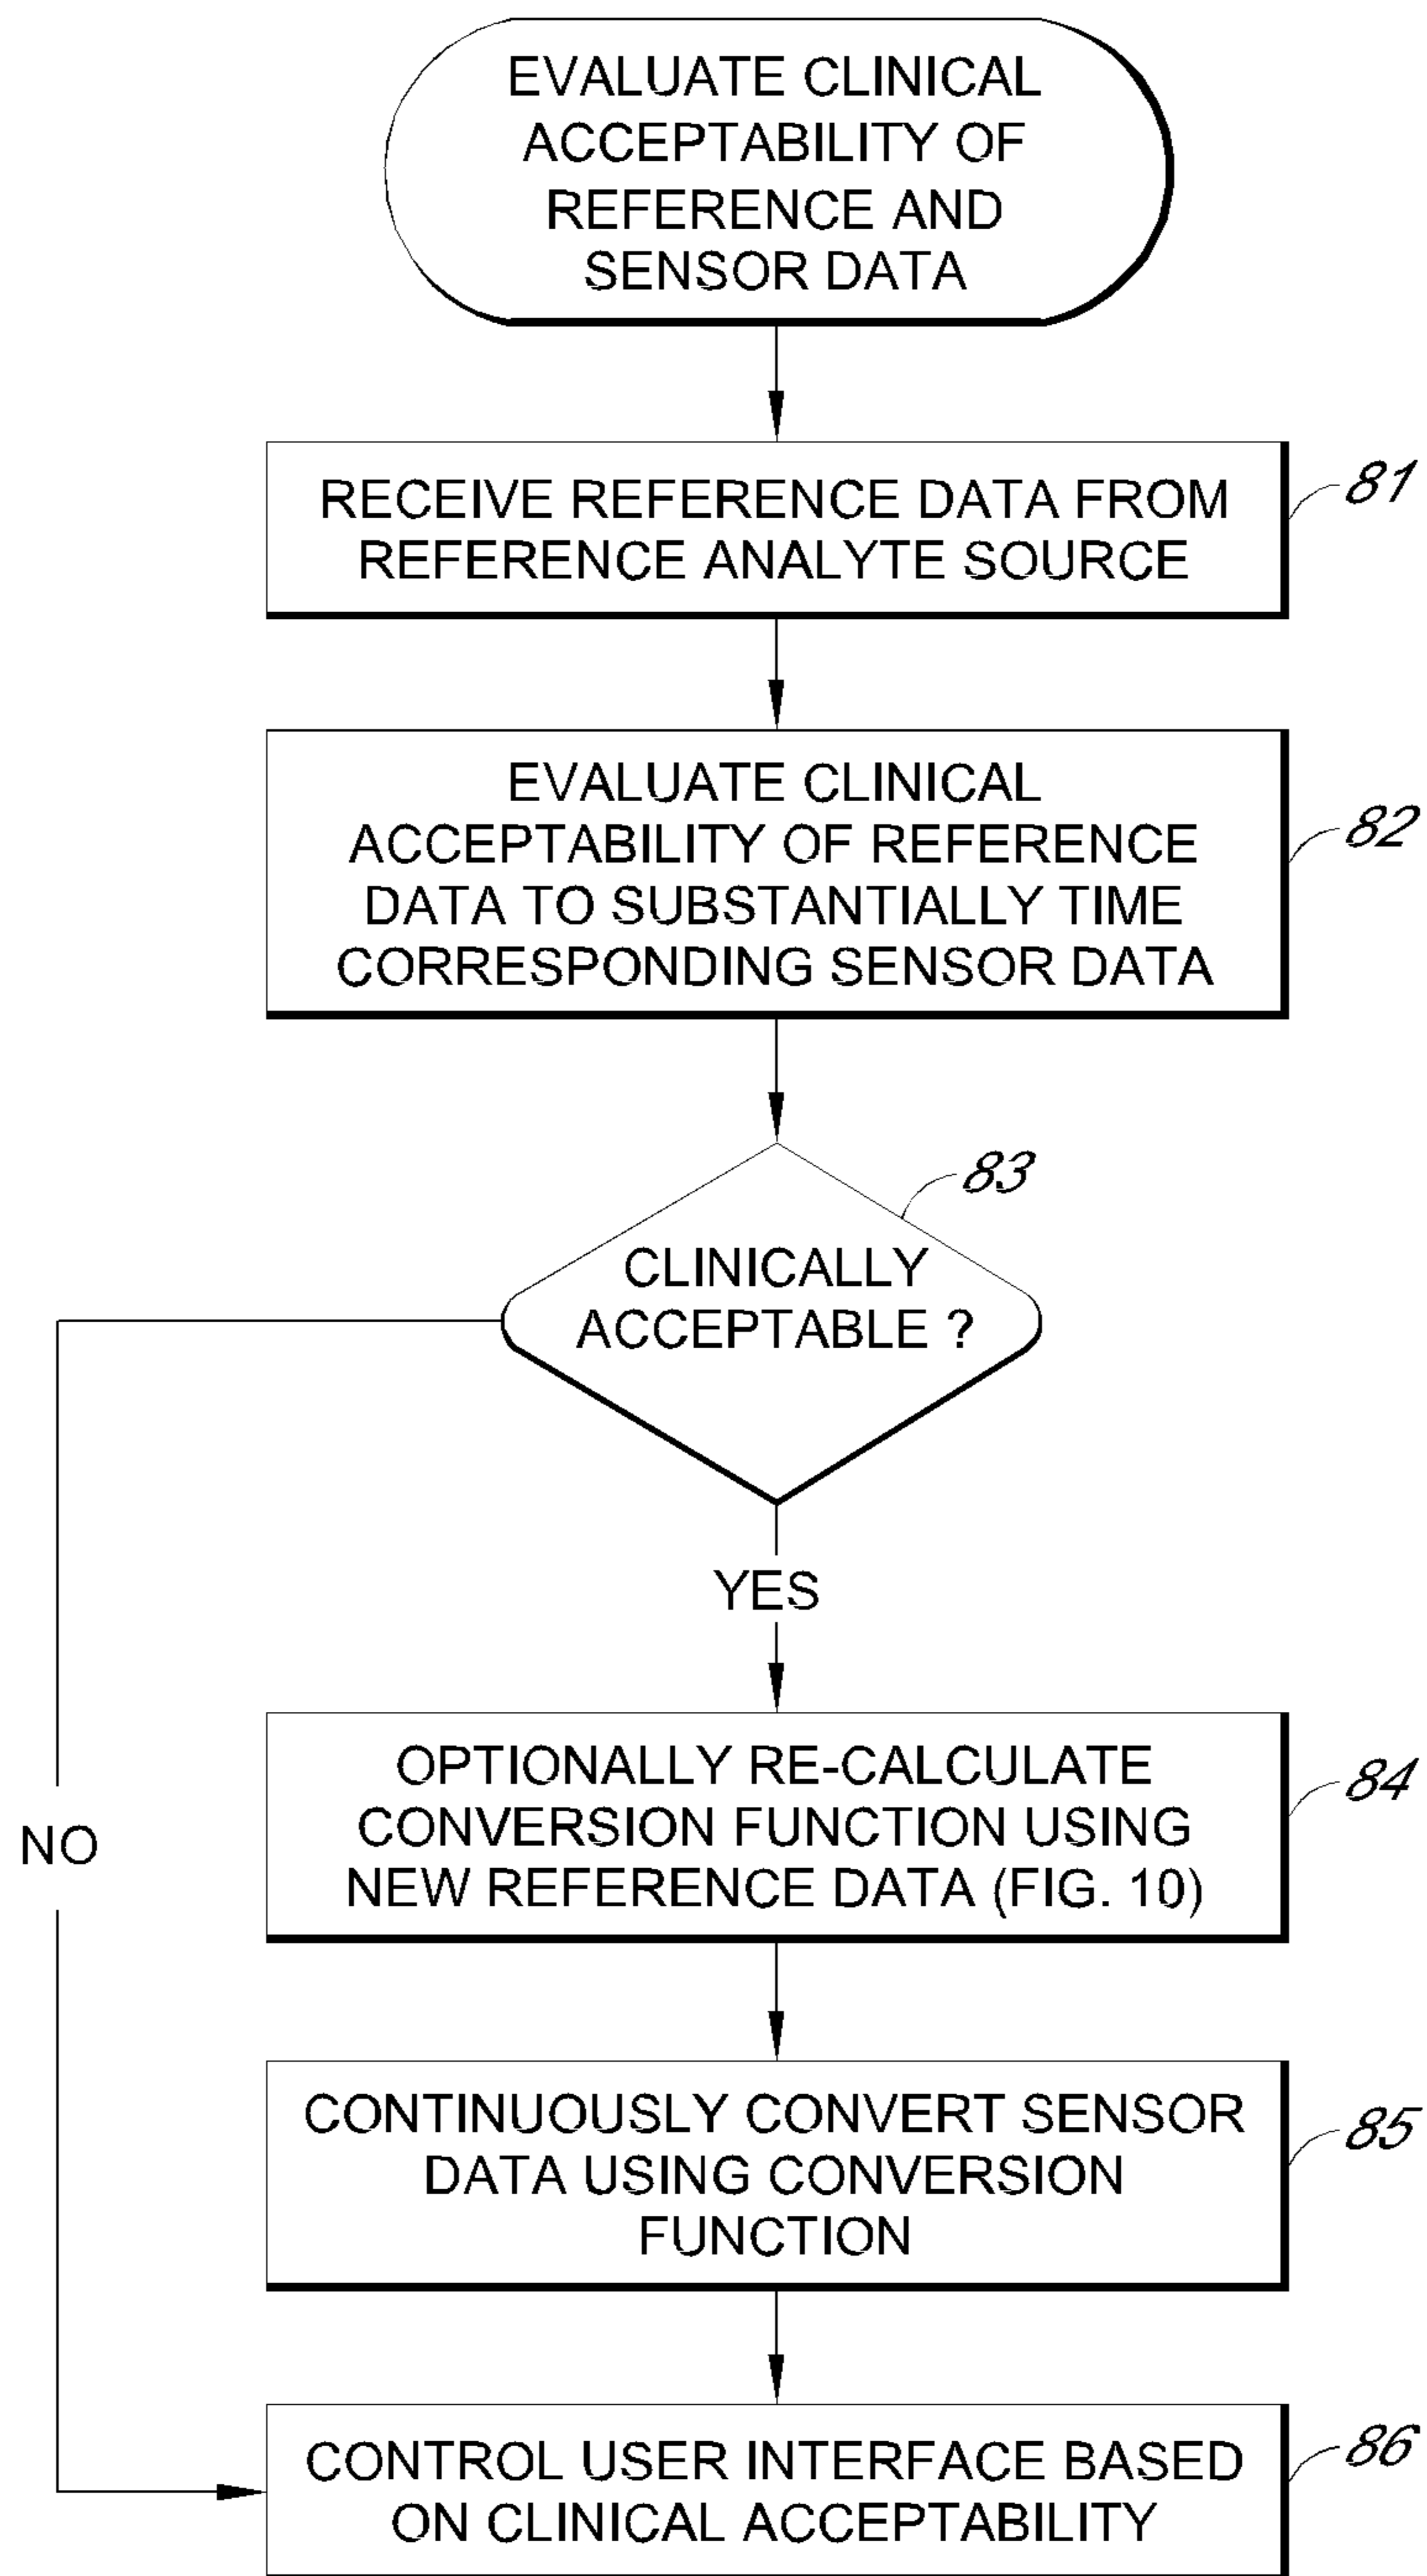 EVALUATE CLINICAL
ACCEPTABILITY OF
REFERENCE AND
SENSOR DATA
RECEIVE REFERENCE DATA FROM
REFERENCE ANALYTE SOURCE
81
EVALUATE CLINICAL
ACCEPTABILITY OF REFERENCE
DATA TO SUBSTANTIALLY TIME
CORRESPONDING SENSOR DATA
82
83
CLINICALLY
ACCEPTABLE ?
YES
NO
OPTIONALLY RE-CALCULATE
CONVERSION FUNCTION USING
NEW REFERENCE DATA (FIG. 10)
84
CONTINUOUSLY CONVERT SENSOR
DATA USING CONVERSION
FUNCTION
85
CONTROL USER INTERFACE BASED
ON CLINICAL ACCEPTABILITY
86